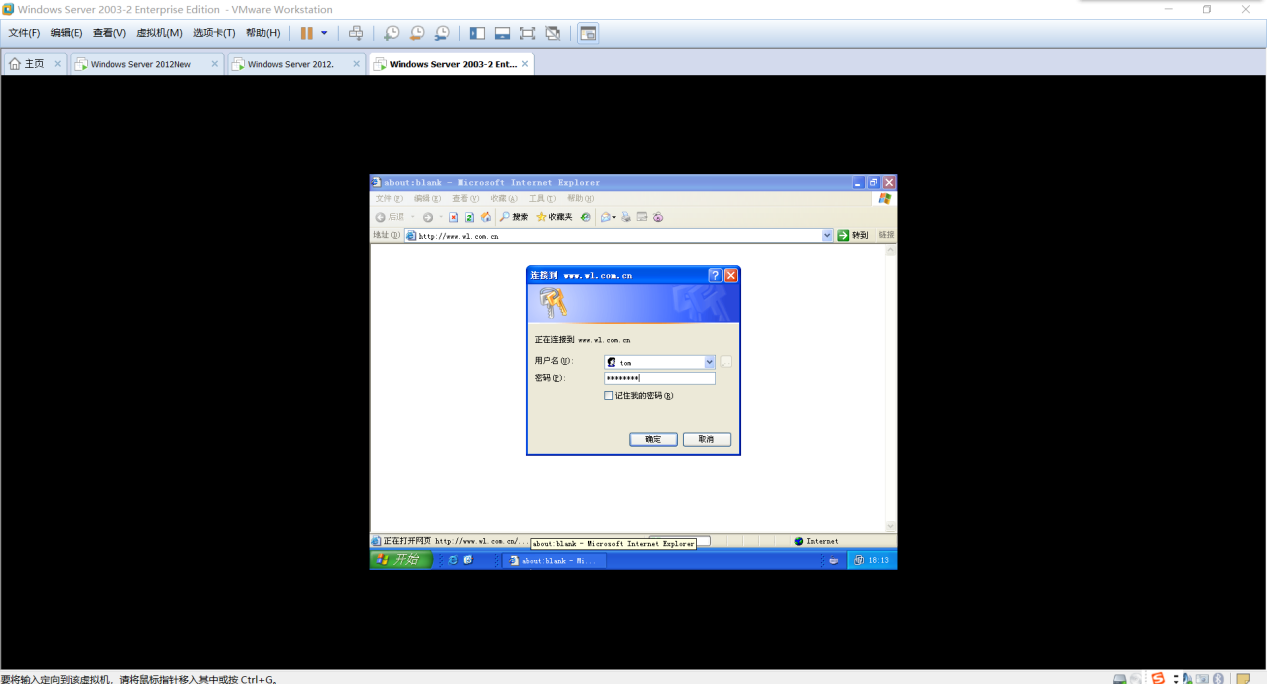 Windows Server 2003-2 Enterprise Edition - VMware Workstation
文件(F) 编辑(E) 查看(V) 虚拟机(M) 选项卡(T) 帮助(H)
主页 Windows Server 2012New Windows Server 2012. Windows Server 2003-2 Ent...
about:blank - Microsoft Internet Explorer
文件(F) 编辑(E) 查看(V) 收藏(A) 工具(T) 帮助(H)
后退 搜索 收藏夹
地址(D) http://www.wl.com.cn 转到 链接
连接到 www.wl.com.cn
正在连接到 www.wl.com.cn
用户名(U): tom
密码(P): ********
记住我的密码(R)
确定 取消
正在打开网页 http://www.wl.com.cn/... Internet
about:blank - Microsoft Internet Explorer
开始 about:blank - Mi... 18:13
要将输入定向到该虚拟机，请将鼠标指针移入其中或按 Ctrl+G。